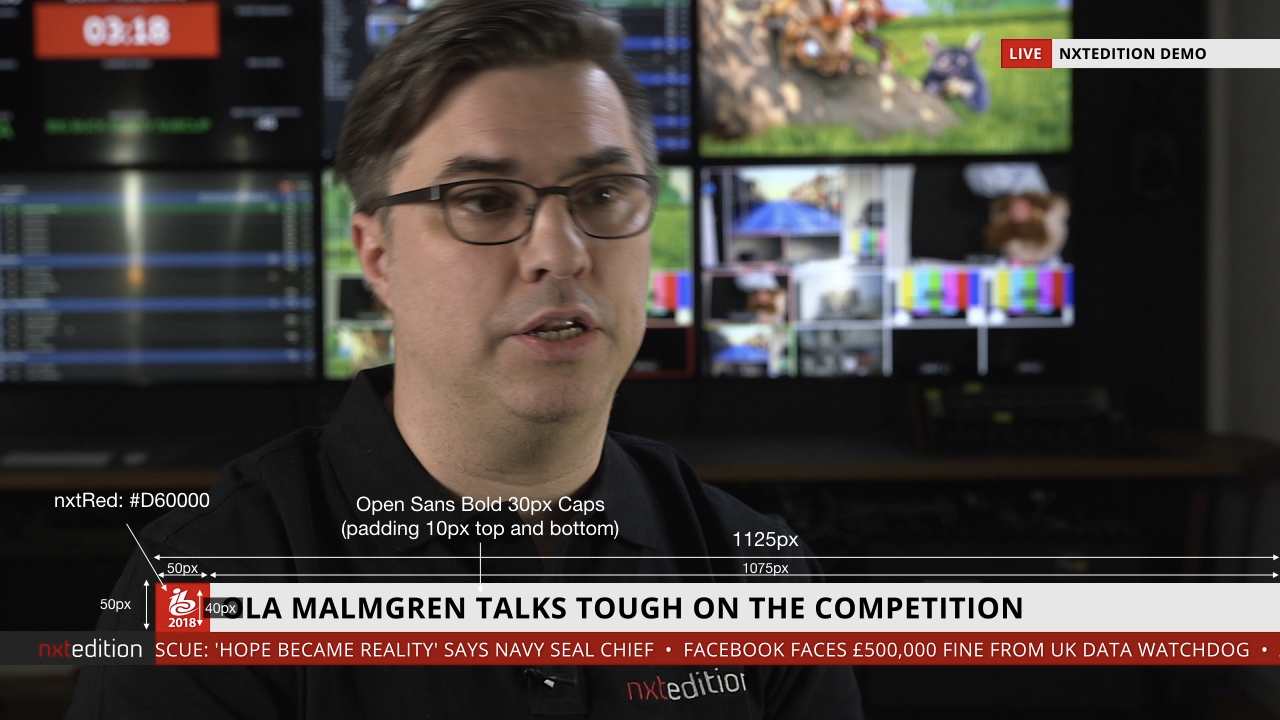 03:18
LIVE NXTEDITION DEMO
nxtRed: #D60000
Open Sans Bold 30px Caps
(padding 10px top and bottom)
1125px
50px
1075px
50px
40px
2018
OLA MALMGREN TALKS TOUGH ON THE COMPETITION
nxtedition
SCUE: 'HOPE BECAME REALITY' SAYS NAVY SEAL CHIEF • FACEBOOK FACES £500,000 FINE FROM UK DATA WATCHDOG •
nxtedition